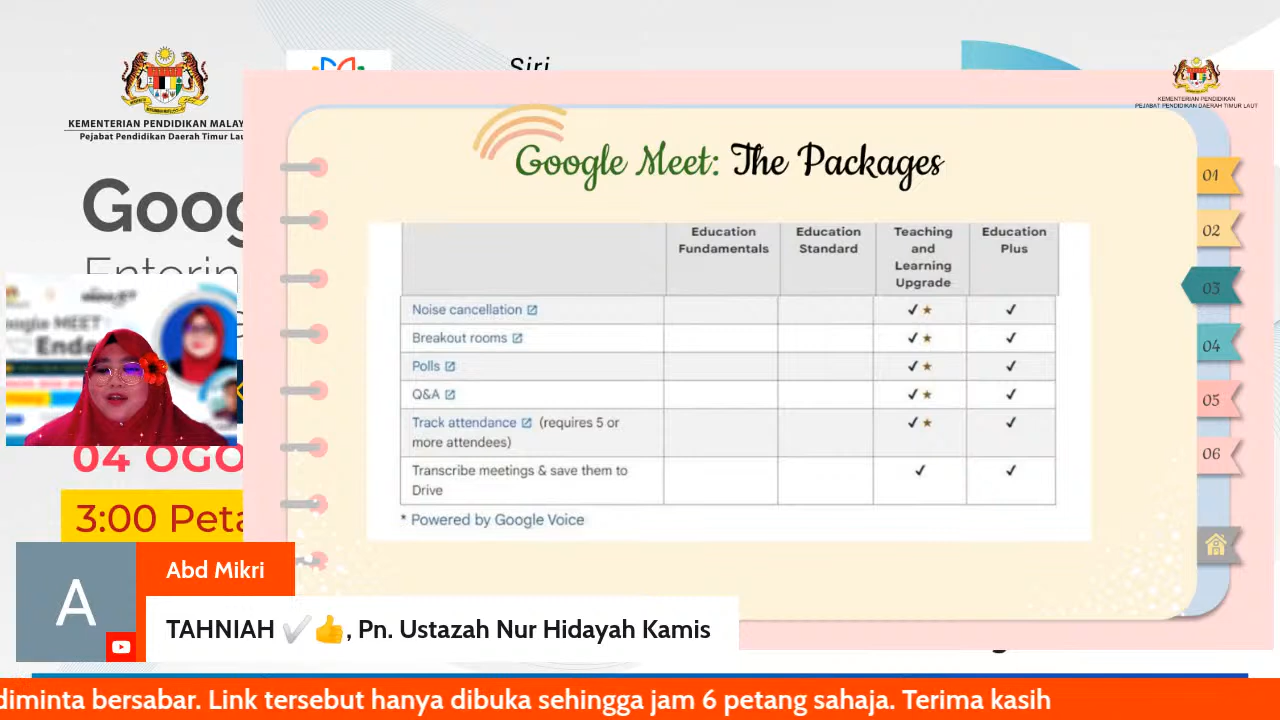 Siri
KEMENTERIAN PENDIDIKAN MALAY
Pejabat Pendidikan Daerah Timur Lau
KEMENTERIAN PENDIDIKAN
PEJABAT PENDIDIKAN DAERAH TIMUR LAUT
Goog
Entering
Google Meet: The Packages
Education Fundamentals
Education Standard
Teaching and Learning Upgrade
Education Plus
Noise cancellation ✓ ★ ✓
Breakout rooms ✓ ★ ✓
Polls ✓ ★ ✓
Q&A ✓ ★ ✓
Track attendance (requires 5 or ✓ ★ ✓
more attendees)
Transcribe meetings & save them to ✓ ✓
Drive
* Powered by Google Voice
01
02
03
04
05
06
oogle MEET
Ende
04 OGO
3:00 Peta
A
Abd Mikri
TAHNIAH ✔👍, Pn. Ustazah Nur Hidayah Kamis
diminta bersabar. Link tersebut hanya dibuka sehingga jam 6 petang sahaja. Terima kasih